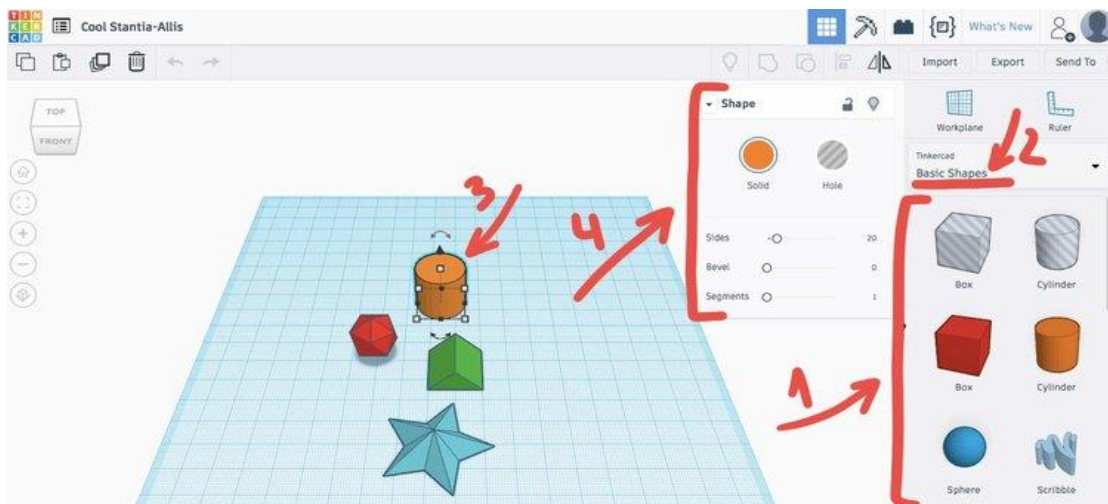 TIN
KER
CAD
Cool Stantia-Allis
What's New
Import Export Send To
TOP
FRONT
Shape
Solid Hole
Sides 20
Bevel 0
Segments 1
Workplane Ruler
Tinkercad
Basic Shapes
Box Cylinder
Box Cylinder
Sphere Scribble
3
4
2
1